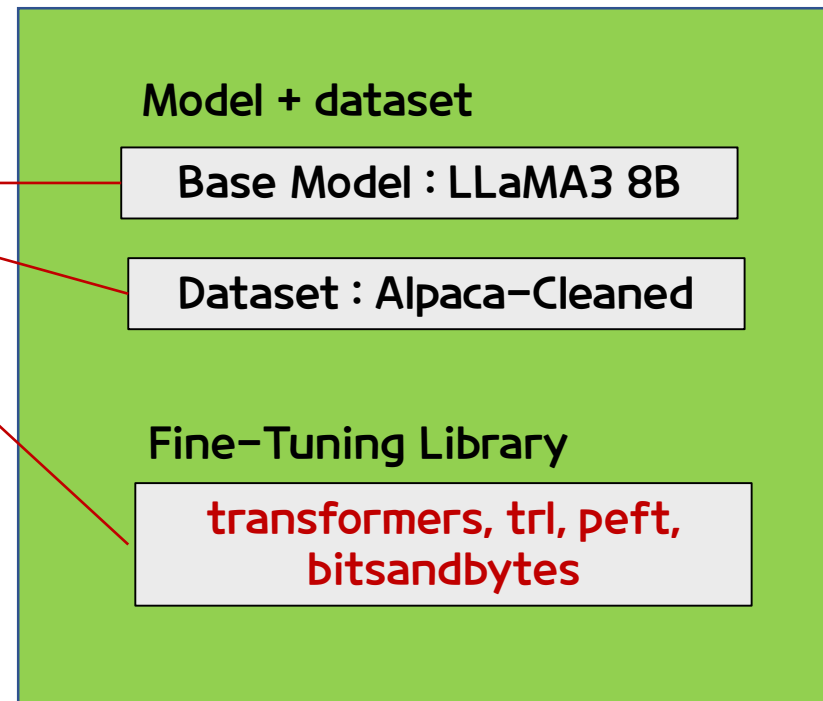 Model + dataset
Base Model : LLaMA3 8B
Dataset : Alpaca-Cleaned
Fine-Tuning Library
transformers, trl, peft,
bitsandbytes